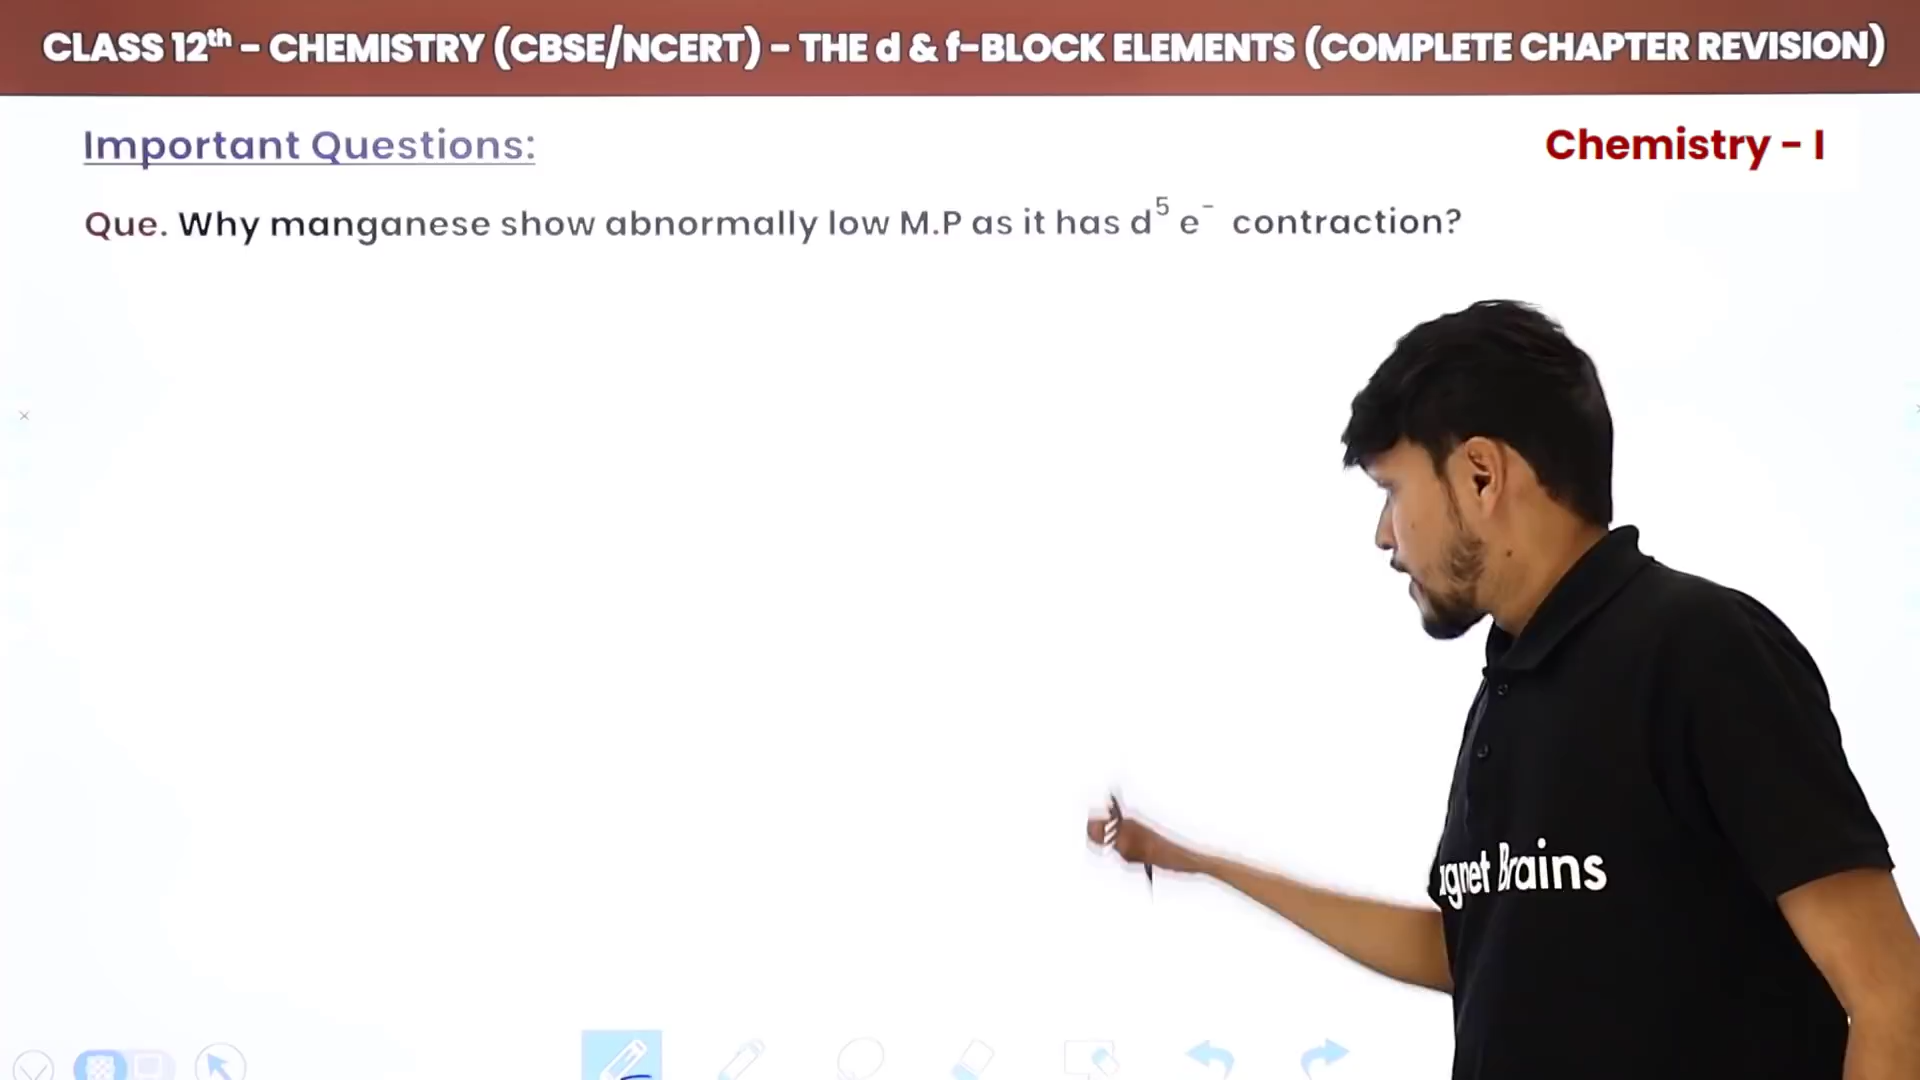 CLASS 12th - CHEMISTRY (CBSE/NCERT) - THE d & f-BLOCK ELEMENTS (COMPLETE CHAPTER REVISION)
Important Questions:
Chemistry - I
Que. Why manganese show abnormally low M.P as it has d⁵ e⁻ contraction?
agnet Brains